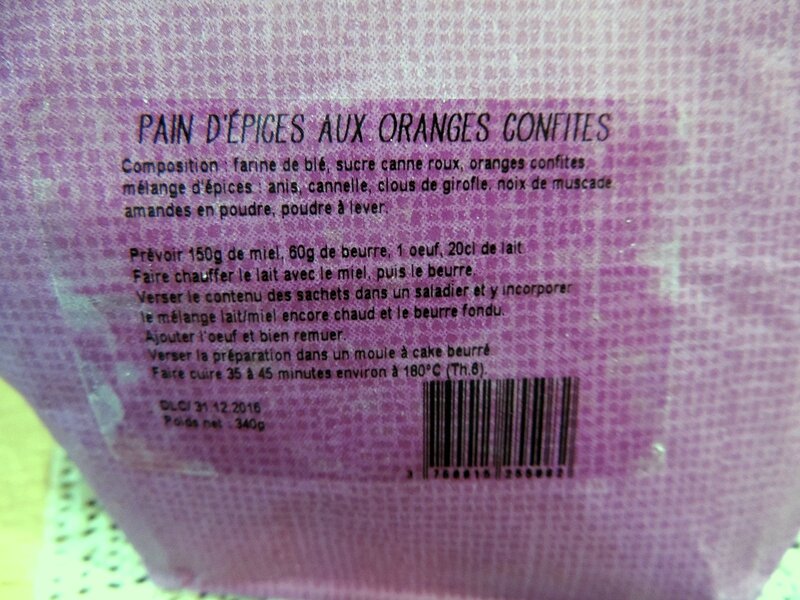 PAIN D'ÉPICES AUX ORANGES CONFITES
Composition : farine de blé, sucre canne roux, oranges confites,
mélange d'épices : anis, cannelle, clous de girofle, noix de muscade,
amandes en poudre, poudre à lever.
Prévoir 150g de miel, 60g de beurre, 1 oeuf, 20cl de lait.
Faire chauffer le lait avec le miel, puis le beurre.
Verser le contenu des sachets dans un saladier et y incorporer
le mélange lait/miel encore chaud et le beurre fondu.
Ajouter l'oeuf et bien remuer.
Verser la préparation dans un moule à cake beurré
Faire cuire 35 à 45 minutes environ à 180°C (Th.6).
DLC/ 31.12.2016
Poids net : 340g